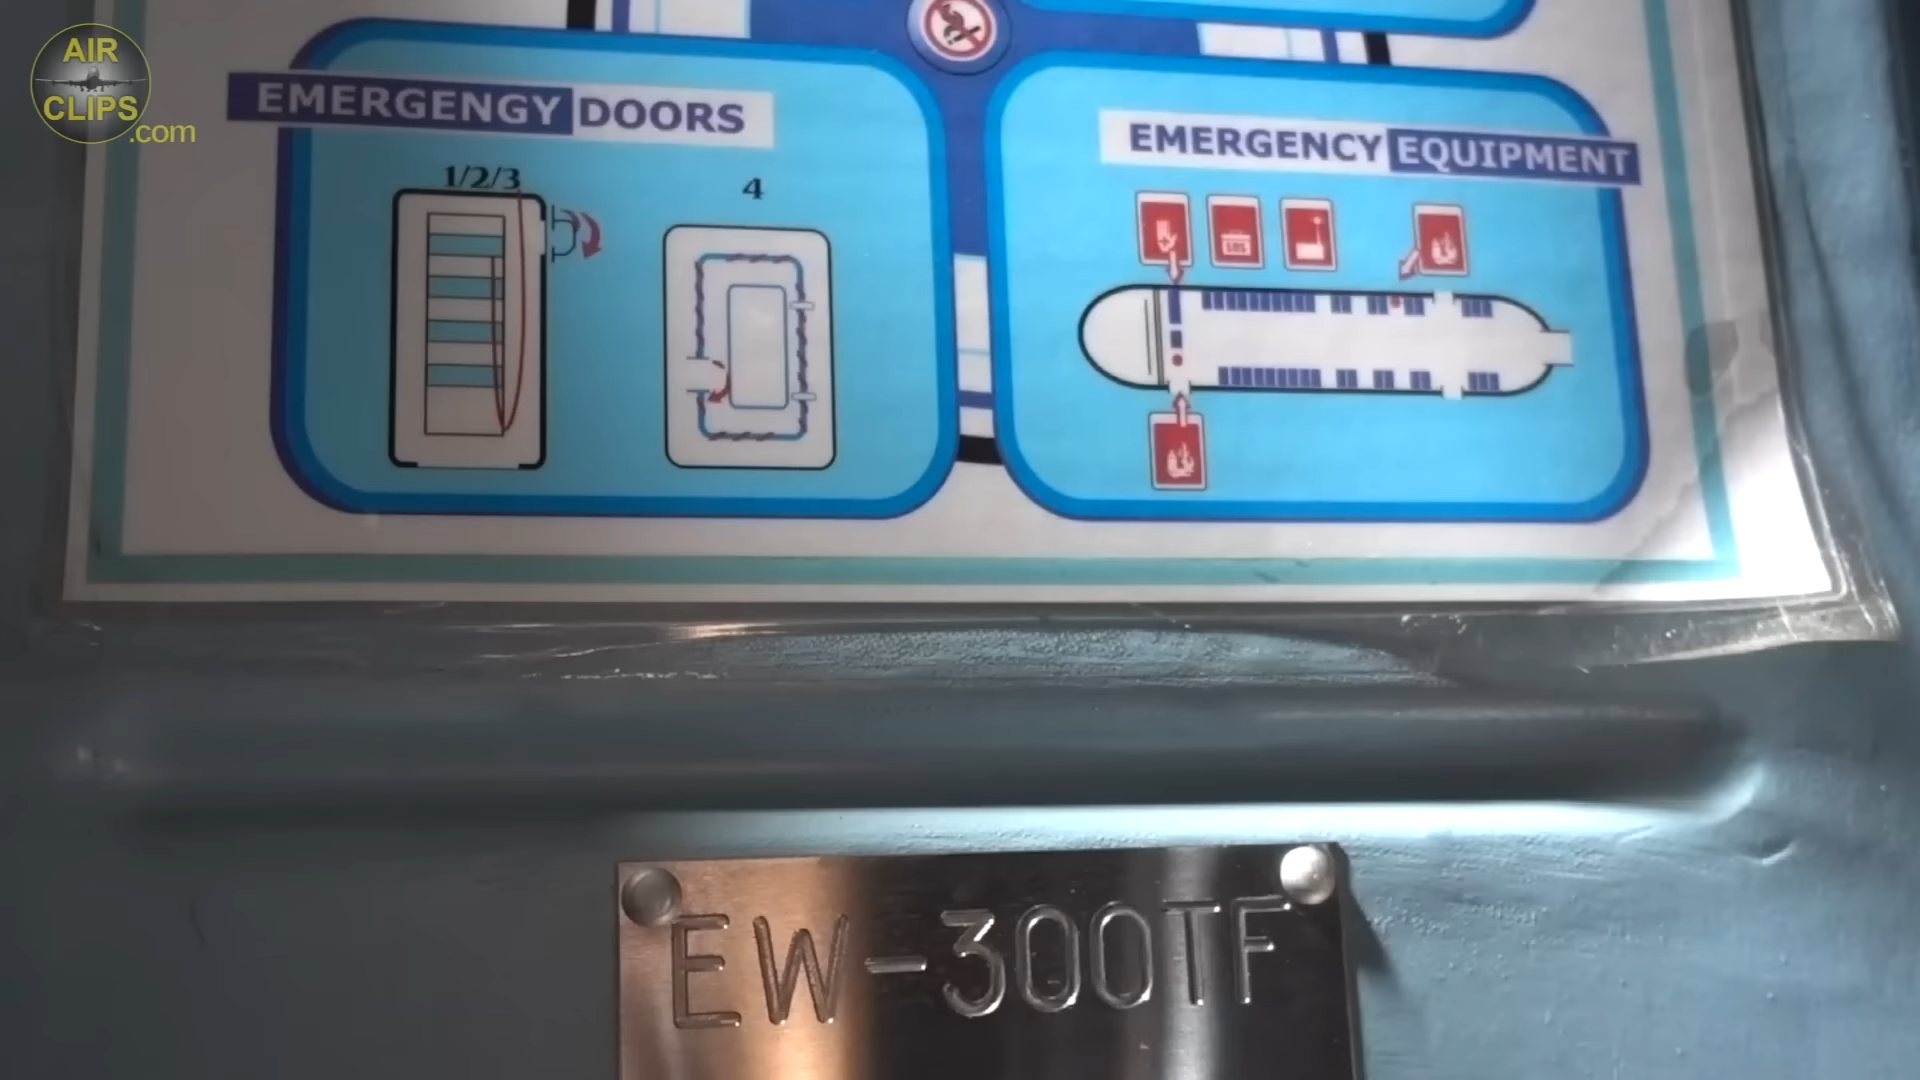 AIR
CLIPS
.com
EMERGENGY DOORS
1/2/3
4
EMERGENCY EQUIPMENT
SOS
EW-300TF